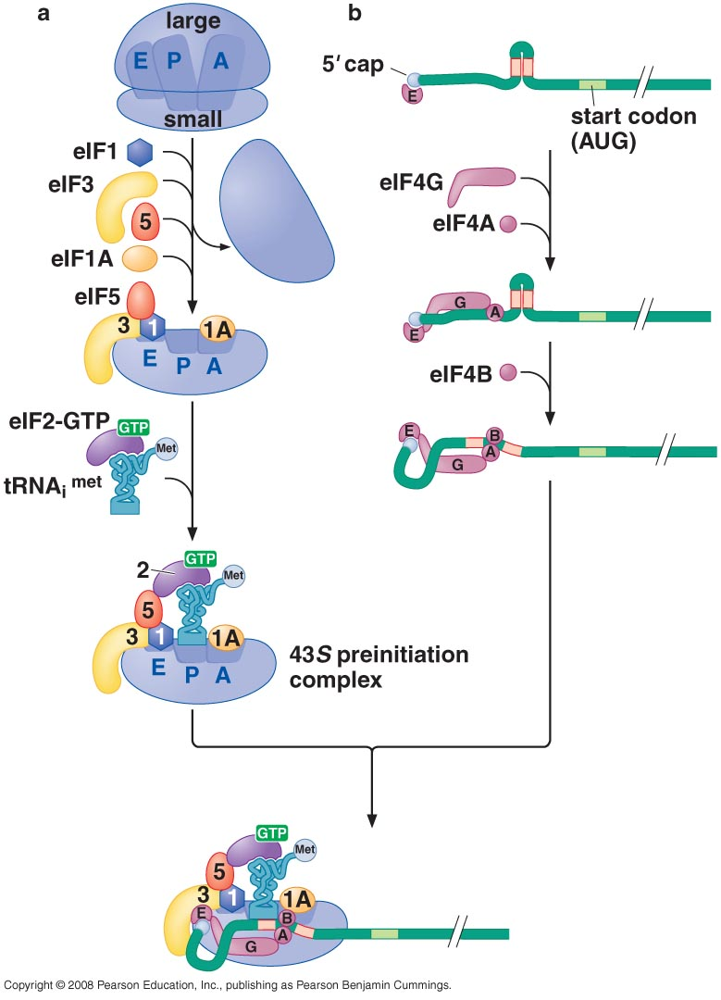 a
large
E P A
small
eIF1
eIF3
5
eIF1A
eIF5
3 1 1A
E P A
eIF2-GTP
GTP
Met
tRNAi met
GTP
2
Met
5
3 1 1A
E P A
43S preinitiation
complex
b
5′ cap
E
start codon
(AUG)
eIF4G
eIF4A
G
A
E
eIF4B
E
B
A
G
GTP
Met
5
3 1 1A
E
B
A
G
Copyright © 2008 Pearson Education, Inc., publishing as Pearson Benjamin Cummings.